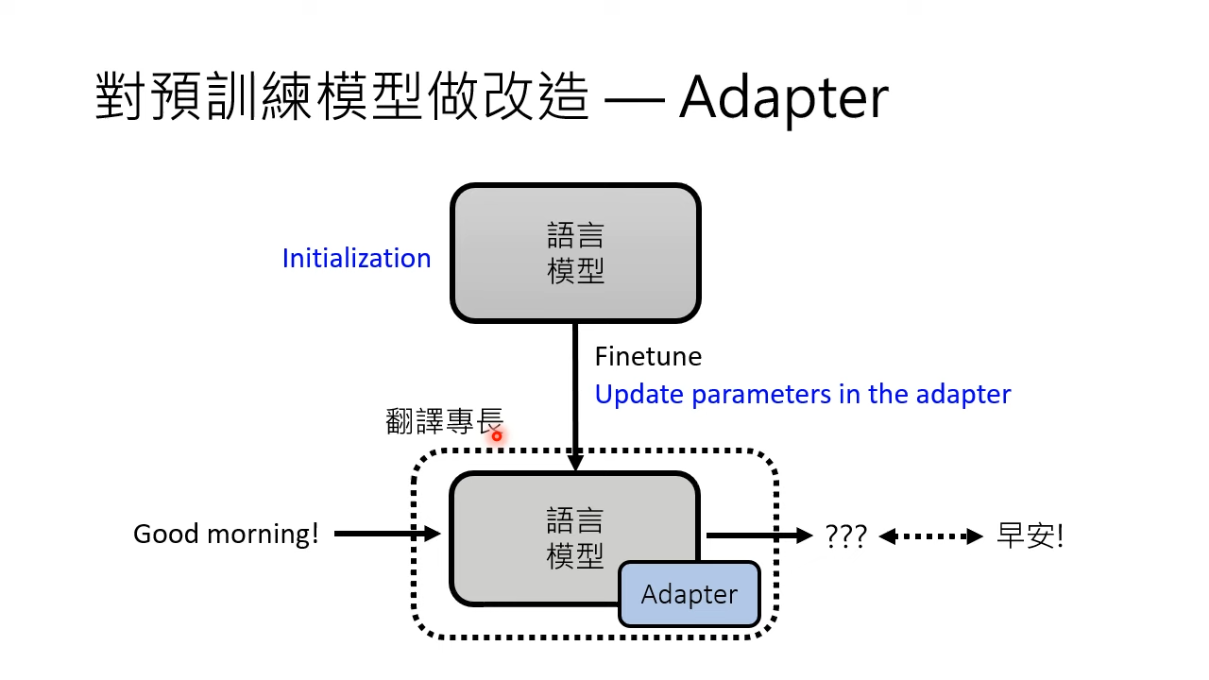 對預訓練模型做改造 — Adapter
語言
模型
Initialization
Finetune
Update parameters in the adapter
翻譯專長
Good morning!
語言
模型
Adapter
???
早安!